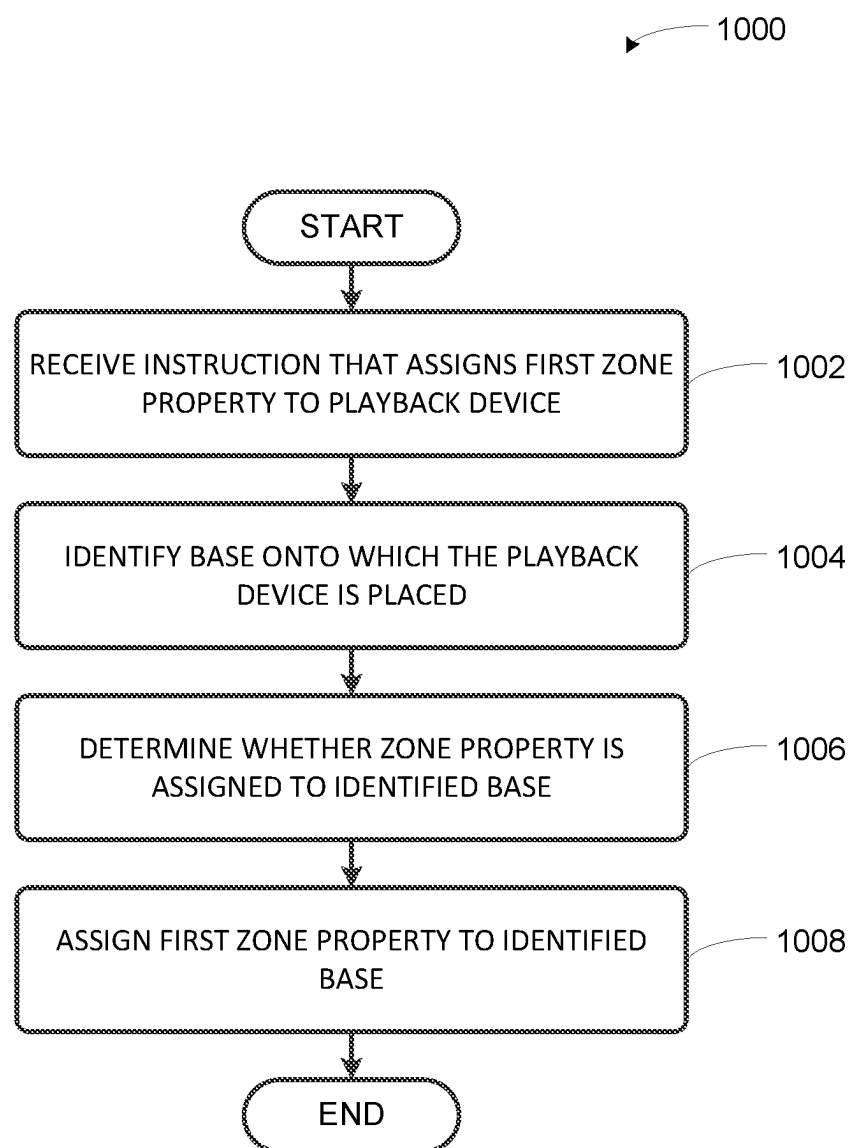 1000
START
RECEIVE INSTRUCTION THAT ASSIGNS FIRST ZONE
PROPERTY TO PLAYBACK DEVICE
1002
IDENTIFY BASE ONTO WHICH THE PLAYBACK
DEVICE IS PLACED
1004
DETERMINE WHETHER ZONE PROPERTY IS
ASSIGNED TO IDENTIFIED BASE
1006
ASSIGN FIRST ZONE PROPERTY TO IDENTIFIED
BASE
1008
END